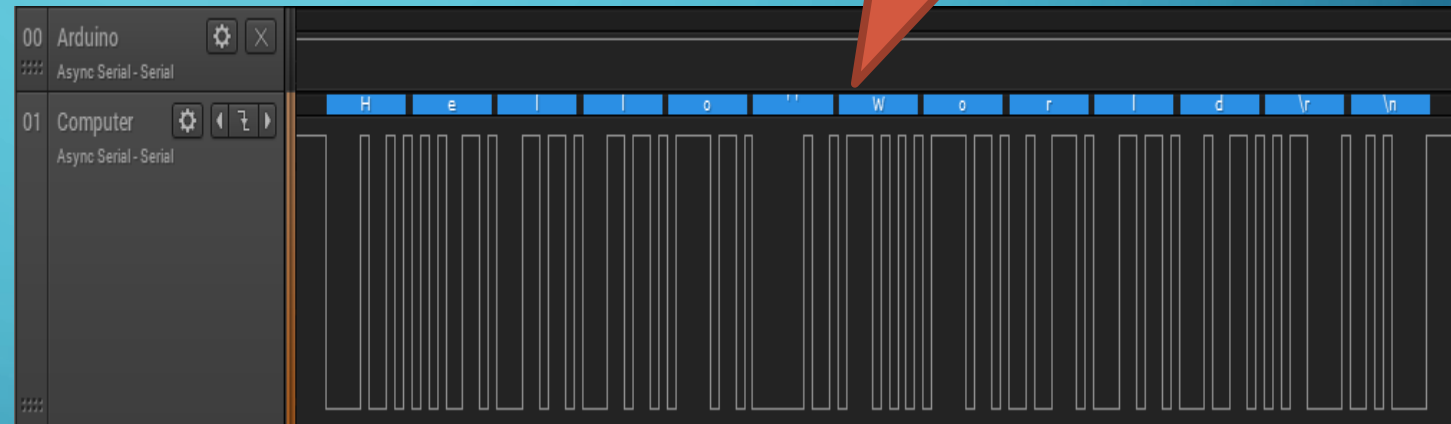 00 Arduino
Async Serial - Serial
H e l l o ' ' W o r l d \r \n
01 Computer
Async Serial - Serial